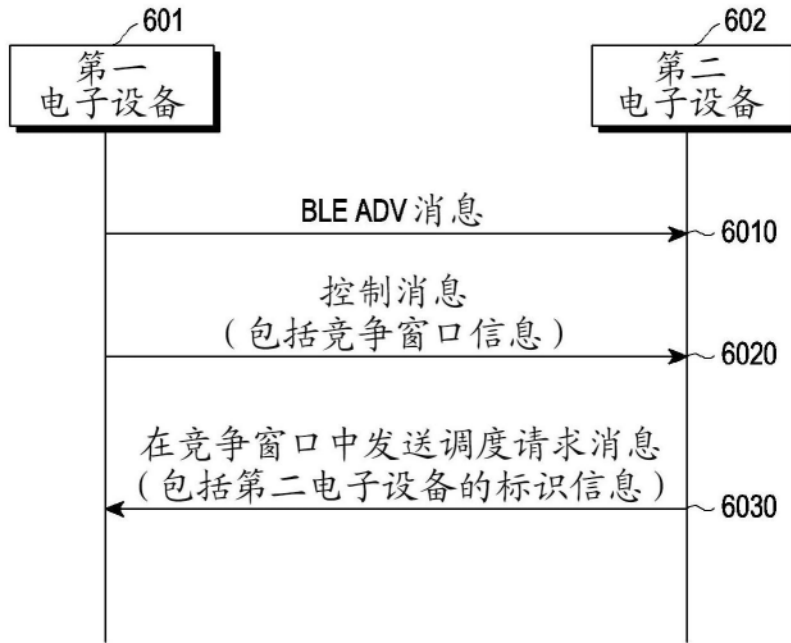 601
602
第一
电子设备
第二
电子设备
BLE ADV 消息
6010
控制消息
(包括竞争窗口信息)
6020
在竞争窗口中发送调度请求消息
(包括第二电子设备的标识信息)
6030